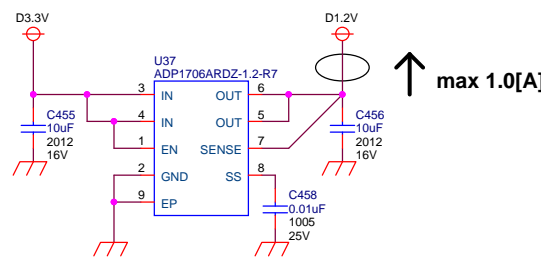 D3.3V
D1.2V
U37
ADP1706ARDZ-1.2-R7
max 1.0[A]
3 IN OUT 6
4 IN OUT 5
1 EN SENSE 7
2 GND SS 8
9 EP
C455
10uF
2012
16V
C456
10uF
2012
16V
C458
0.01uF
1005
25V